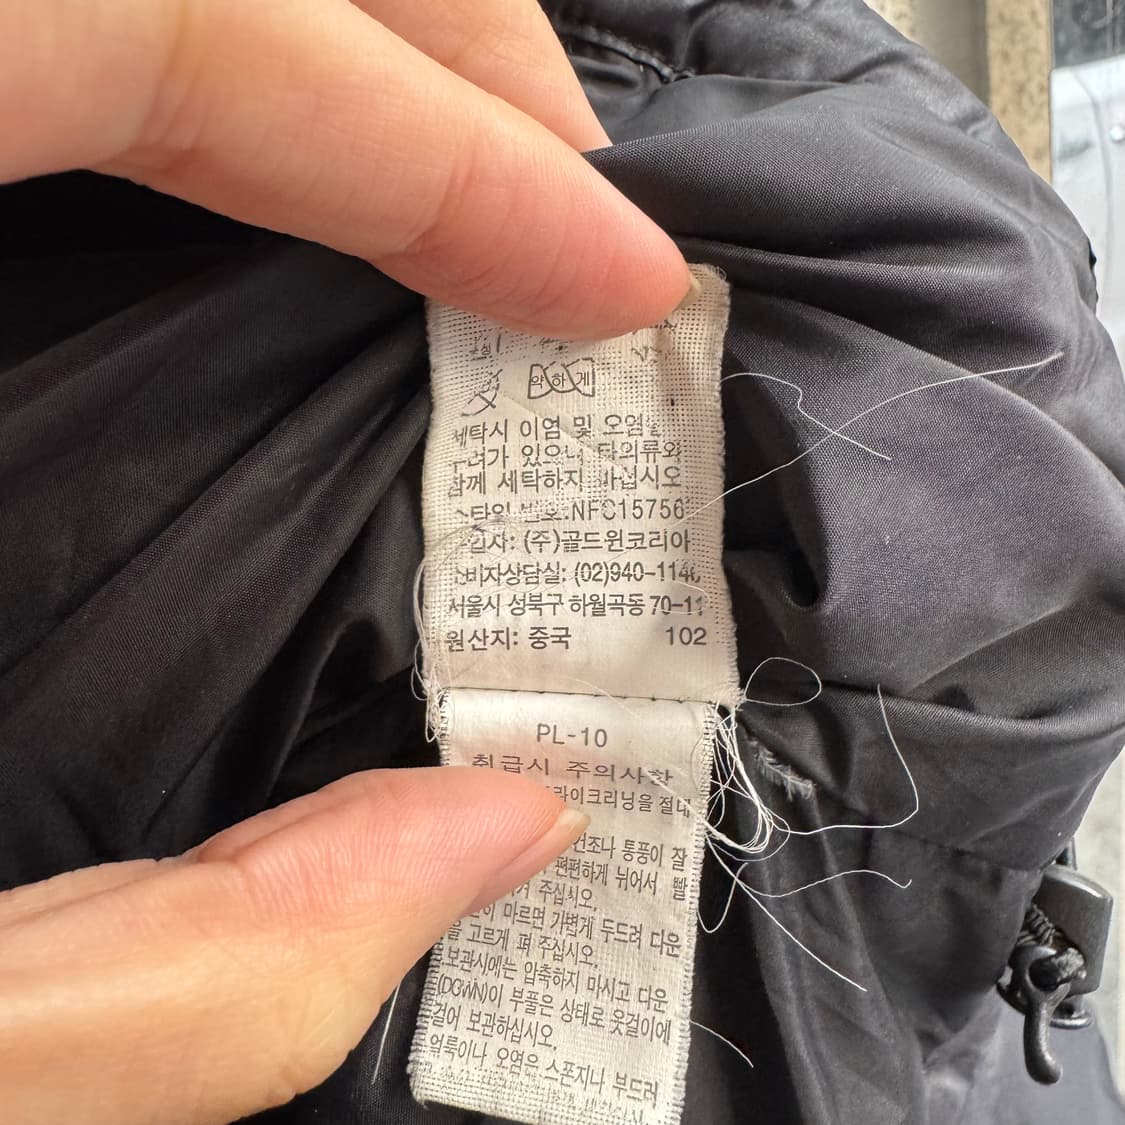 약하게
세탁시 이염 및 오염될
우려가 있으니 타의류와
함께 세탁하지 마십시오
스타일 번호:NFC15756
(주)골드윈코리아
소비자상담실: (02)940-114
서울시 성북구 하월곡동 70-11
원산지: 중국 102
PL-10
취급시 주의사항
드라이크리닝을 절대
건조나 통풍이 잘
편편하게 뉘어서 빨
주십시오.
마르면 가볍게 두드려 다운
을 고르게 펴 주십시오.
보관시에는 압축하지 마시고 다운
(DOWN)이 부풀은 상태로 옷걸이에
걸어 보관하십시오.
얼룩이나 오염은 스폰지나 부드러